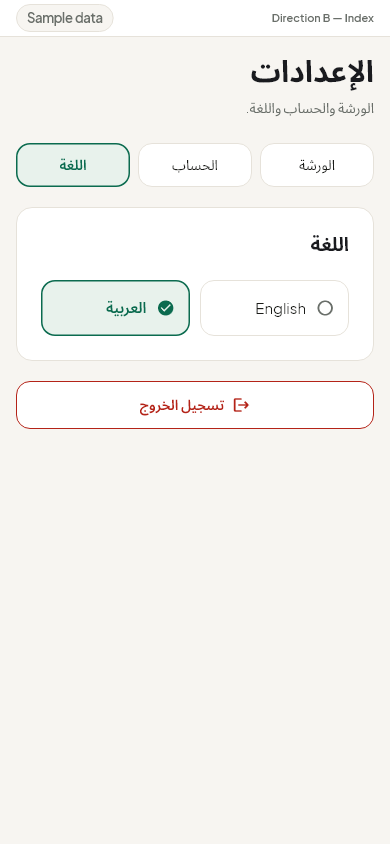 Direction B — Index
Sample data
الإعدادات
الورشة والحساب واللغة.
الورشة
الحساب
اللغة
اللغة
English
العربية
تسجيل الخروج